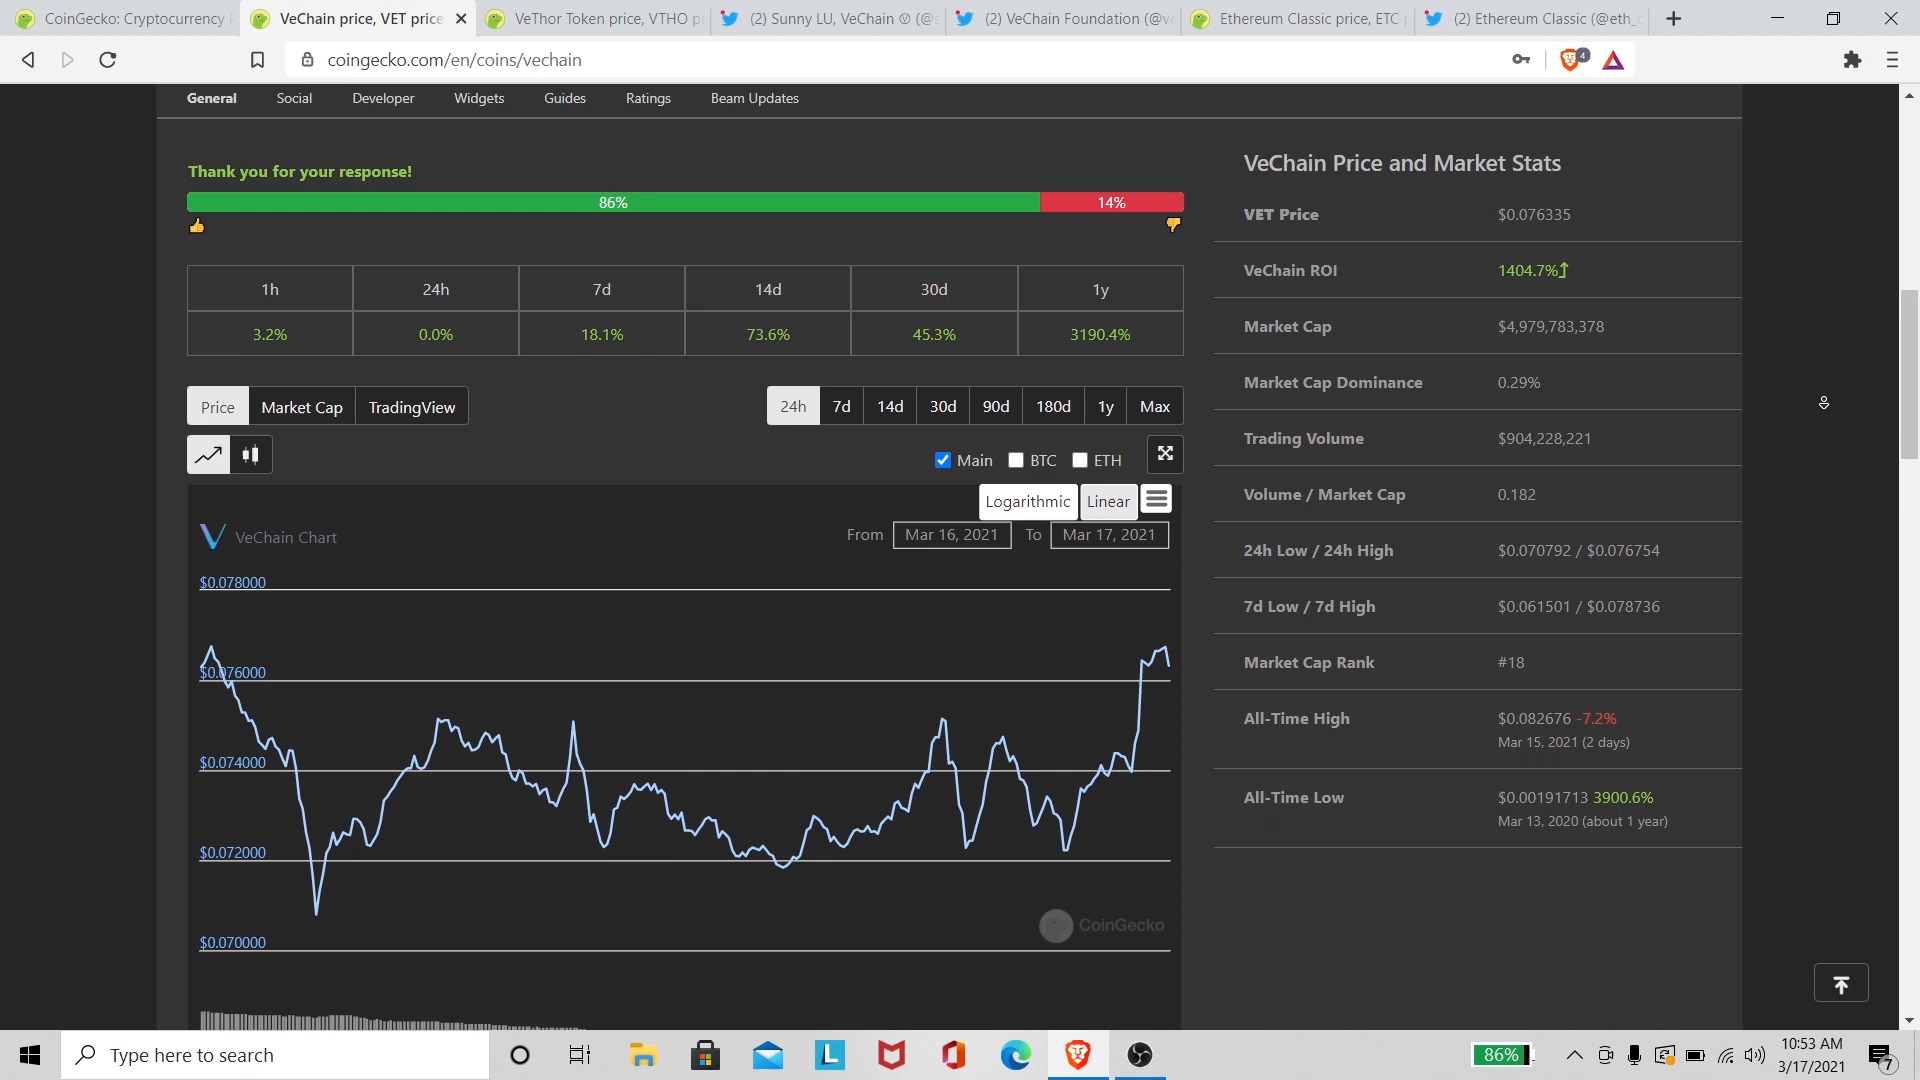 CoinGecko: Cryptocurrency
VeChain price, VET price
VeThor Token price, VTHO p
(2) Sunny LU, VeChain Ⓥ (@s
(2) VeChain Foundation (@ve
Ethereum Classic price, ETC
(2) Ethereum Classic (@eth_c
coingecko.com/en/coins/vechain
4
General Social Developer Widgets Guides Ratings Beam Updates
Thank you for your response!
86% 14%
1h 24h 7d 14d 30d 1y
3.2% 0.0% 18.1% 73.6% 45.3% 3190.4%
Price Market Cap TradingView
24h 7d 14d 30d 90d 180d 1y Max
Main BTC ETH
Logarithmic Linear
VeChain Chart
From Mar 16, 2021 To Mar 17, 2021
$0.078000
$0.076000
$0.074000
$0.072000
$0.070000
CoinGecko
VeChain Price and Market Stats
VET Price $0.076335
VeChain ROI 1404.7%
Market Cap $4,979,783,378
Market Cap Dominance 0.29%
Trading Volume $904,228,221
Volume / Market Cap 0.182
24h Low / 24h High $0.070792 / $0.076754
7d Low / 7d High $0.061501 / $0.078736
Market Cap Rank #18
All-Time High $0.082676 -7.2%
Mar 15, 2021 (2 days)
All-Time Low $0.00191713 3900.6%
Mar 13, 2020 (about 1 year)
Type here to search
L
86%
10:53 AM
3/17/2021
7